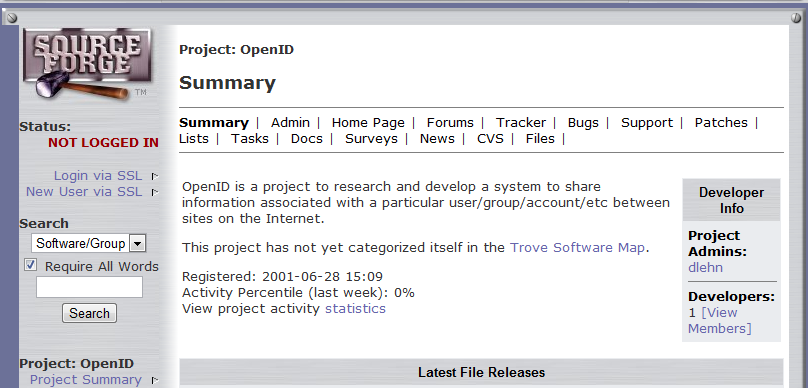 SOURCE
FORGE
TM
Status:
NOT LOGGED IN
Login via SSL
New User via SSL
Search
Software/Group
Require All Words
Search
Project: OpenID
Project Summary
Project: OpenID
Summary
Summary | Admin | Home Page | Forums | Tracker | Bugs | Support | Patches |
Lists | Tasks | Docs | Surveys | News | CVS | Files |
OpenID is a project to research and develop a system to share
information associated with a particular user/group/account/etc between
sites on the Internet.
This project has not yet categorized itself in the Trove Software Map.
Registered: 2001-06-28 15:09
Activity Percentile (last week): 0%
View project activity statistics
Developer
Info
Project
Admins:
dlehn
Developers:
1 [View
Members]
Latest File Releases